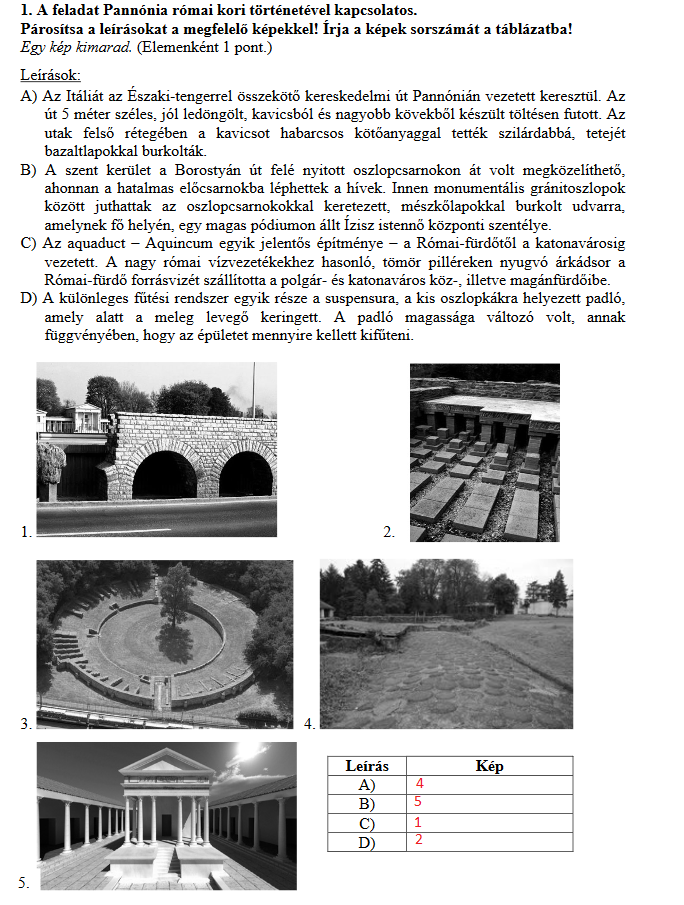 1. A feladat Pannónia római kori történetével kapcsolatos.
Párosítsa a leírásokat a megfelelő képekkel! Írja a képek sorszámát a táblázatba!
Egy kép kimarad. (Elemenként 1 pont.)
Leírások:
A) Az Itáliát az Északi-tengerrel összekötő kereskedelmi út Pannónián vezetett keresztül. Az
út 5 méter széles, jól ledöngölt, kavicsból és nagyobb kövekből készült töltésen futott. Az
utak felső rétegében a kavicsot habarcsos kötőanyaggal tették szilárdabbá, tetejét
bazaltlapokkal burkolták.
B) A szent kerület a Borostyán út felé nyitott oszlopcsarnokon át volt megközelíthető,
ahonnan a hatalmas előcsarnokba léphettek a hívek. Innen monumentális gránitoszlopok
között juthattak az oszlopcsarnokokkal keretezett, mészkőlapokkal burkolt udvarra,
amelynek fő helyén, egy magas pódiumon állt Ízisz istennő központi szentélye.
C) Az aquaduct – Aquincum egyik jelentős építménye – a Római-fürdőtől a katonavárosig
vezetett. A nagy római vízvezetékekhez hasonló, tömör pilléreken nyugvó árkádsor a
Római-fürdő forrásvizét szállította a polgár- és katonaváros köz-, illetve magánfürdőibe.
D) A különleges fűtési rendszer egyik része a suspensura, a kis oszlopkákra helyezett padló,
amely alatt a meleg levegő keringett. A padló magassága változó volt, annak
függvényében, hogy az épületet mennyire kellett kifűteni.
1.
2.
3.
4.
5.
Leírás Kép
A) 4
B) 5
C) 1
D) 2